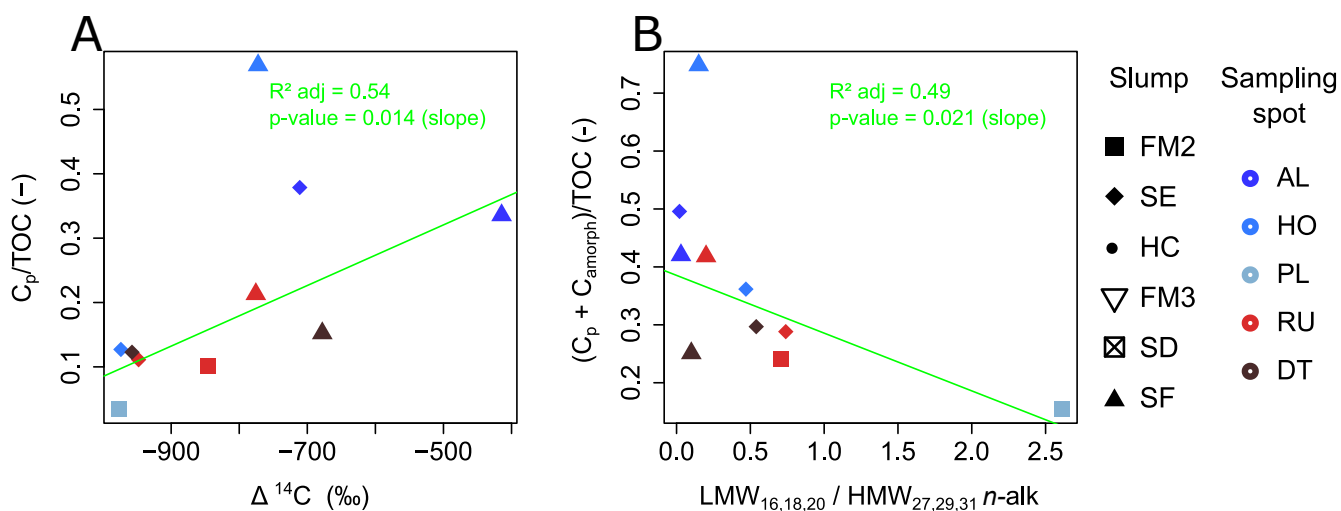 A
R² adj = 0.54
p-value = 0.014 (slope)
Cₚ/TOC (−)
0.5
0.4
0.3
0.2
0.1
−900
−700
−500
Δ ¹⁴C (‰)
B
R² adj = 0.49
p-value = 0.021 (slope)
(Cₚ + Cₐₘₒᵣₚₕ)/TOC (−)
0.7
0.6
0.5
0.4
0.3
0.2
0.0
0.5
1.0
1.5
2.0
2.5
LMW₁₆,₁₈,₂₀ / HMW₂₇,₂₉,₃₁ n-alk
Slump
FM2
SE
HC
FM3
SD
SF
Sampling
spot
AL
HO
PL
RU
DT